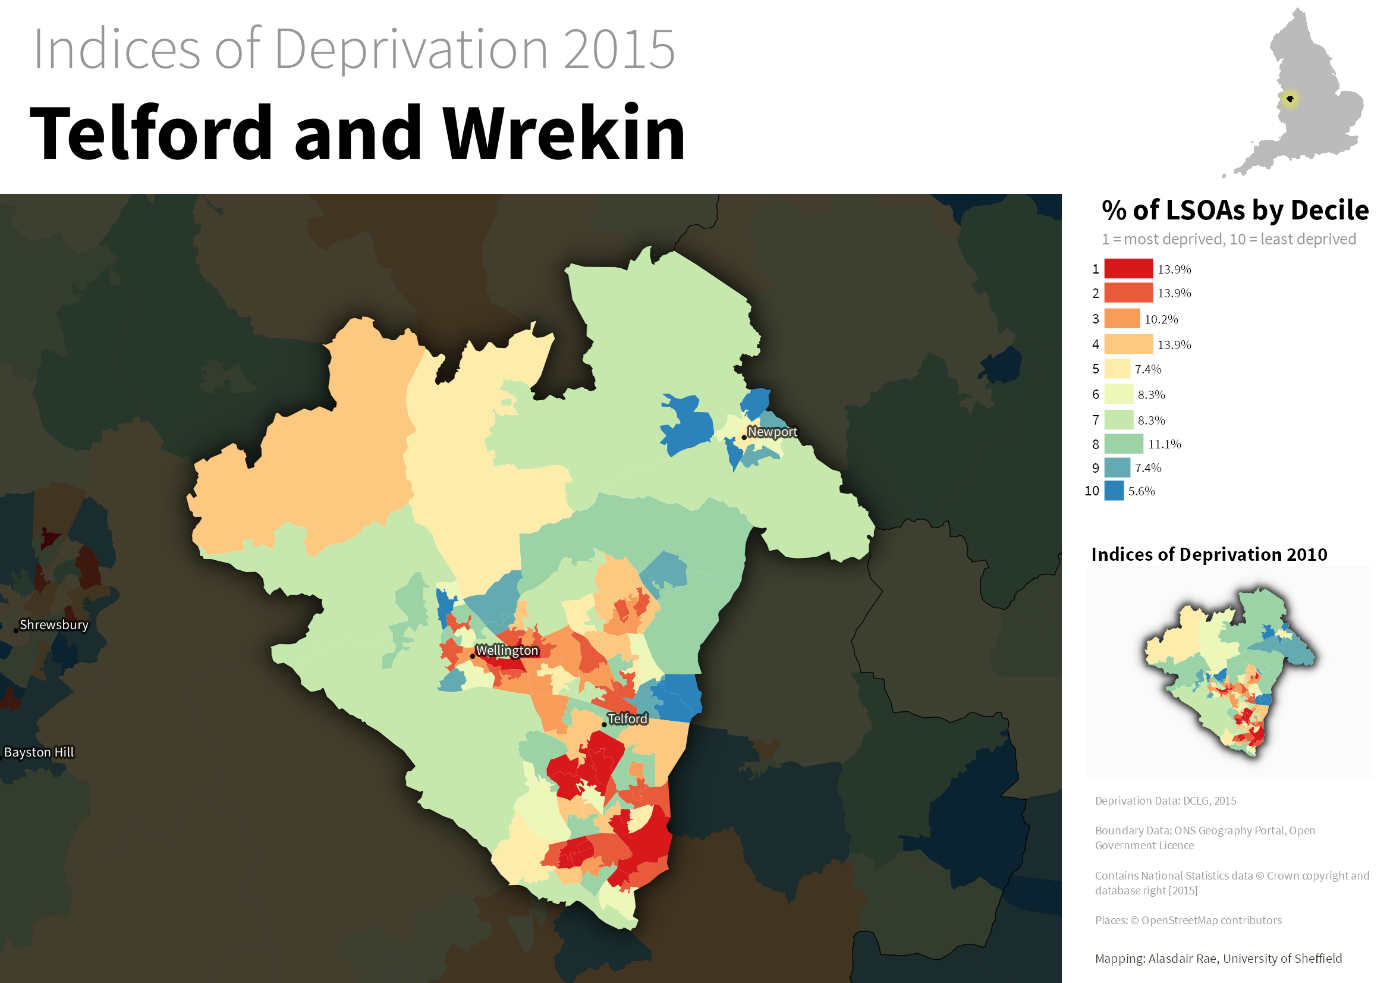 Indices of Deprivation 2015
Telford and Wrekin
% of LSOAs by Decile
1 = most deprived, 10 = least deprived
1 13.9%
2 13.9%
3 10.2%
4 13.9%
5 7.4%
6 8.3%
7 8.3%
8 11.1%
9 7.4%
10 5.6%
Newport
Shrewsbury
Wellington
Telford
Bayston Hill
Indices of Deprivation 2010
Deprivation Data: DCLG, 2015
Boundary Data: ONS Geography Portal, Open
Government Licence
Contains National Statistics data © Crown copyright and
database right [2015]
Places: © OpenStreetMap contributors
Mapping: Alasdair Rae, University of Sheffield